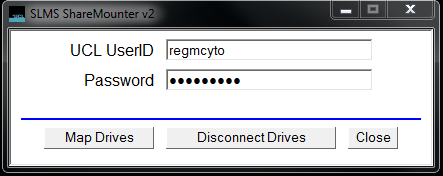 SLMS ShareMounter v2
UCL UserID regmcyto
Password ●●●●●●●●●
Map Drives Disconnect Drives Close